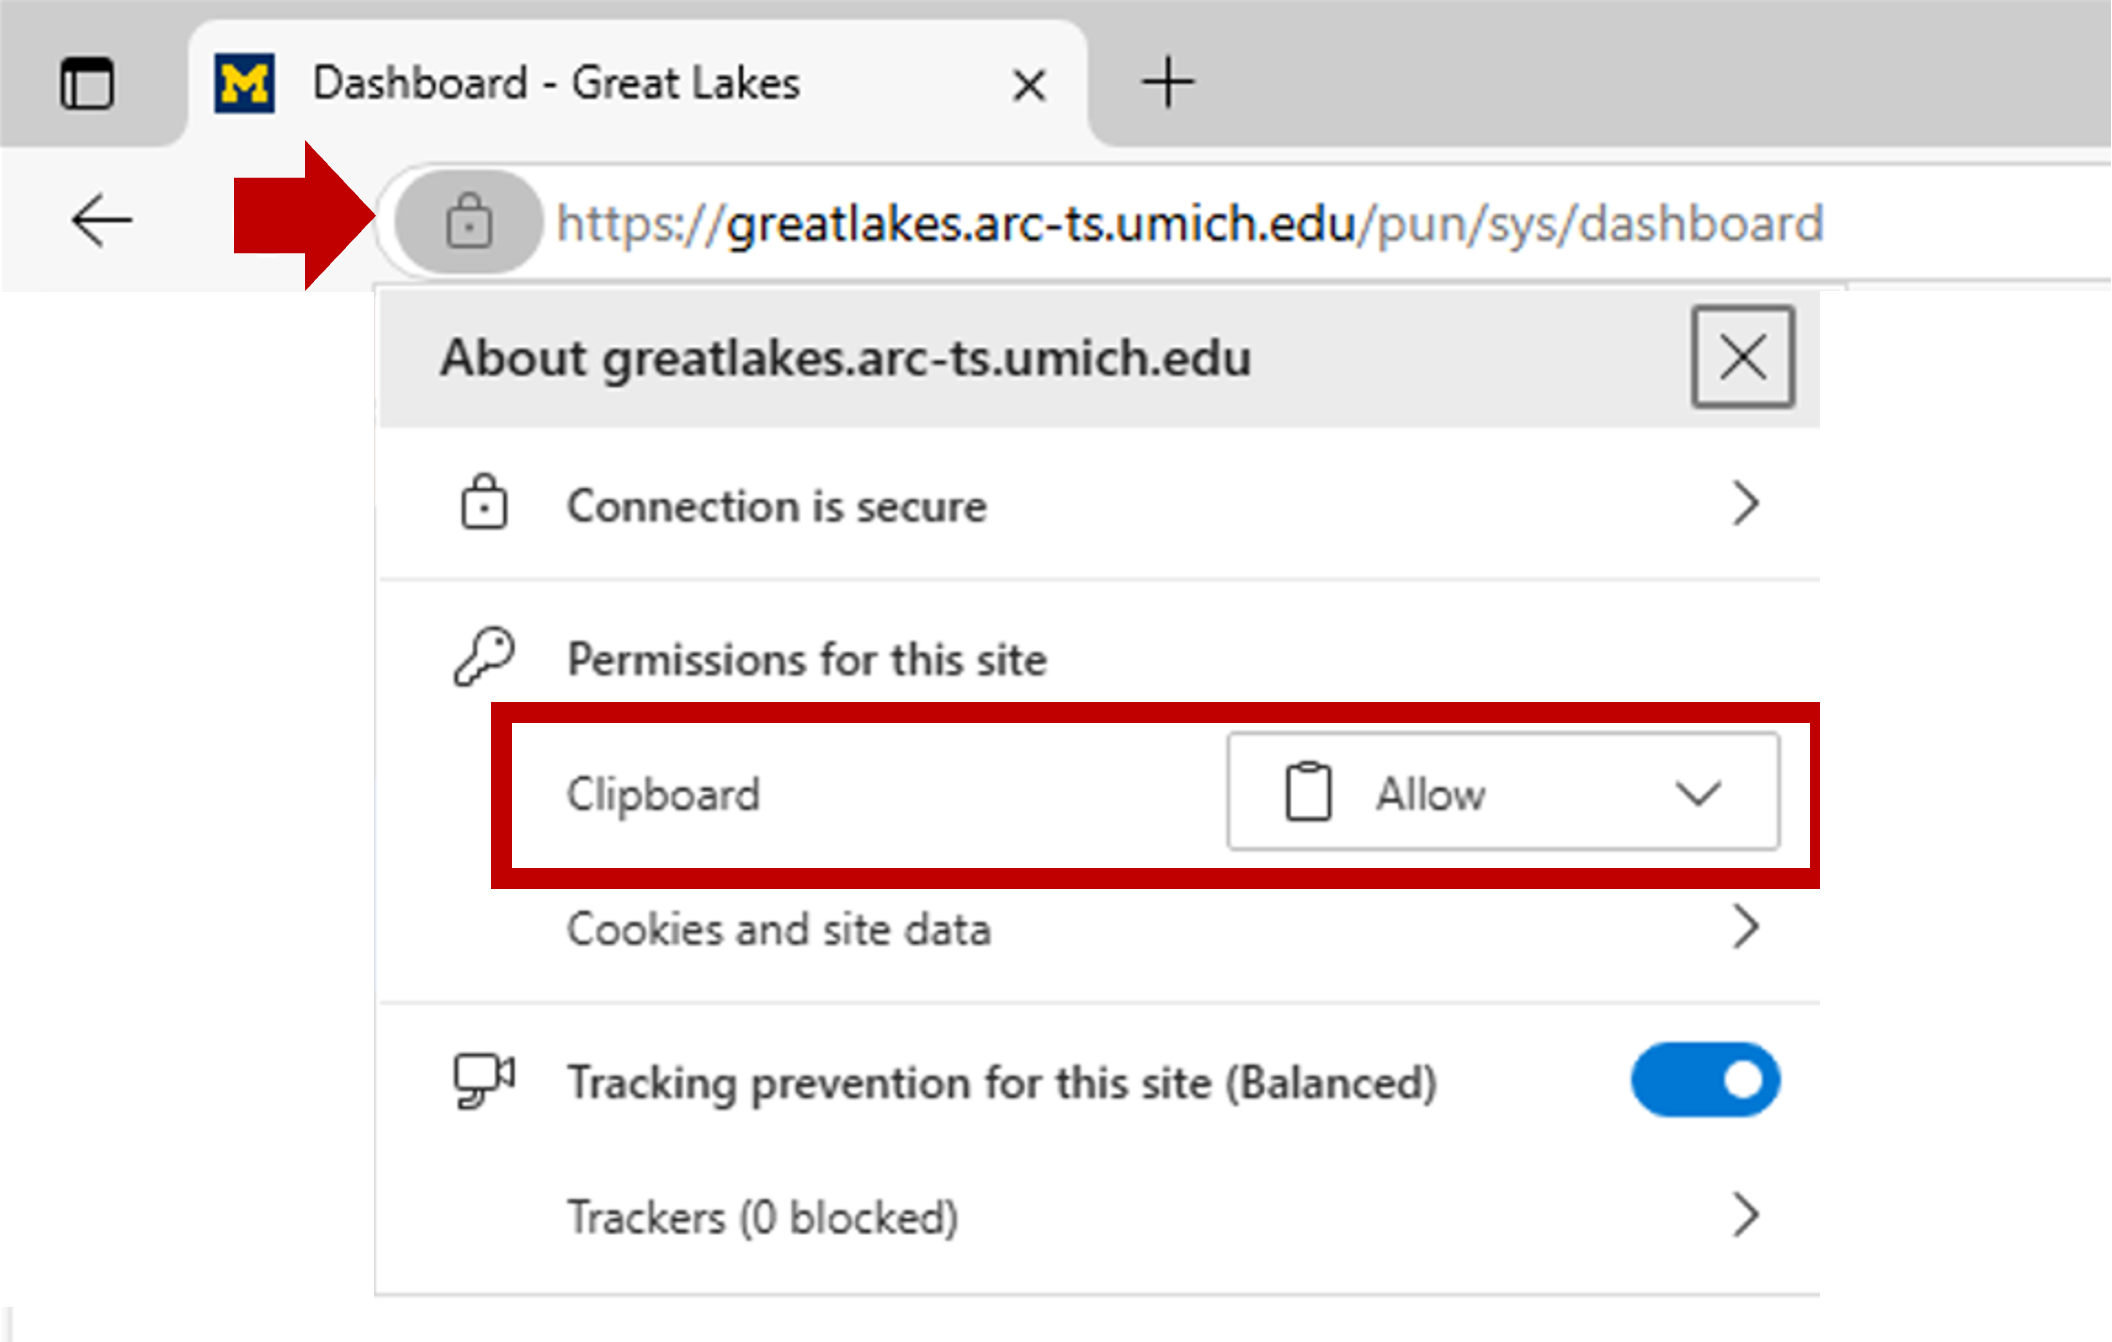 M
Dashboard - Great Lakes
https://greatlakes.arc-ts.umich.edu/pun/sys/dashboard
About greatlakes.arc-ts.umich.edu
Connection is secure
Permissions for this site
Clipboard Allow
Cookies and site data
Tracking prevention for this site (Balanced)
Trackers (0 blocked)